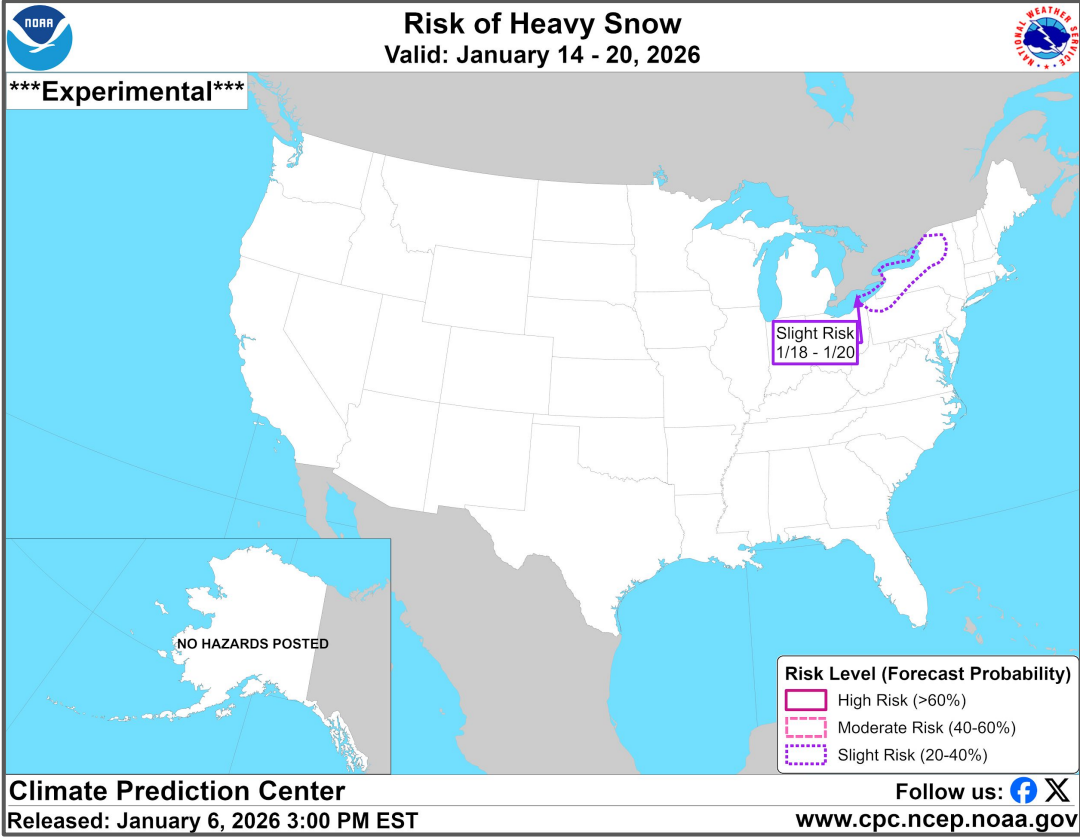 NOAA
Risk of Heavy Snow
Valid: January 14 - 20, 2026
NATIONAL WEATHER SERVICE
***Experimental***
Slight Risk
1/18 - 1/20
NO HAZARDS POSTED
Risk Level (Forecast Probability)
High Risk (>60%)
Moderate Risk (40-60%)
Slight Risk (20-40%)
Climate Prediction Center
Follow us:
Released: January 6, 2026 3:00 PM EST
www.cpc.ncep.noaa.gov